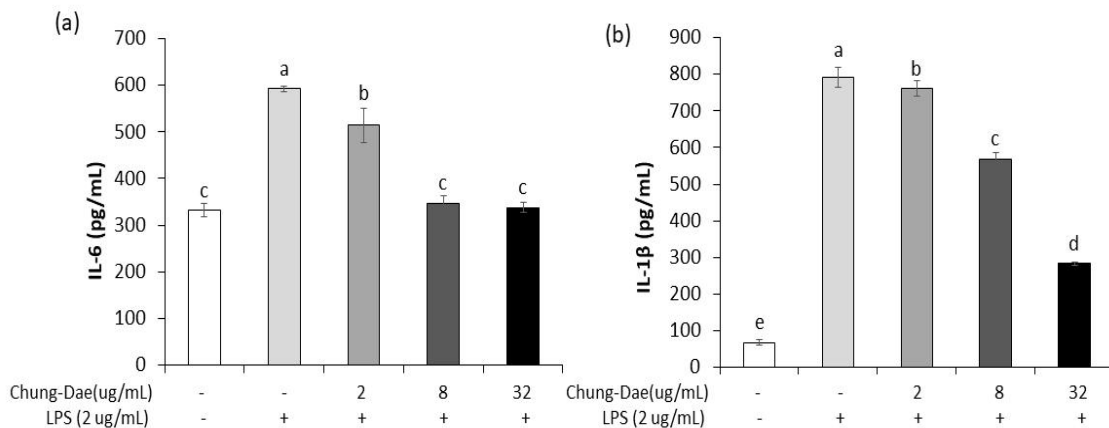 (a)
IL-6 (pg/mL)
700
600
500
400
300
200
100
0
c
a
b
c
c
Chung-Dae(ug/mL) - - 2 8 32
LPS (2 ug/mL) - + + + +
(b)
IL-1β (pg/mL)
900
800
700
600
500
400
300
200
100
0
e
a
b
c
d
Chung-Dae(ug/mL) - - 2 8 32
LPS (2 ug/mL) - + + + +